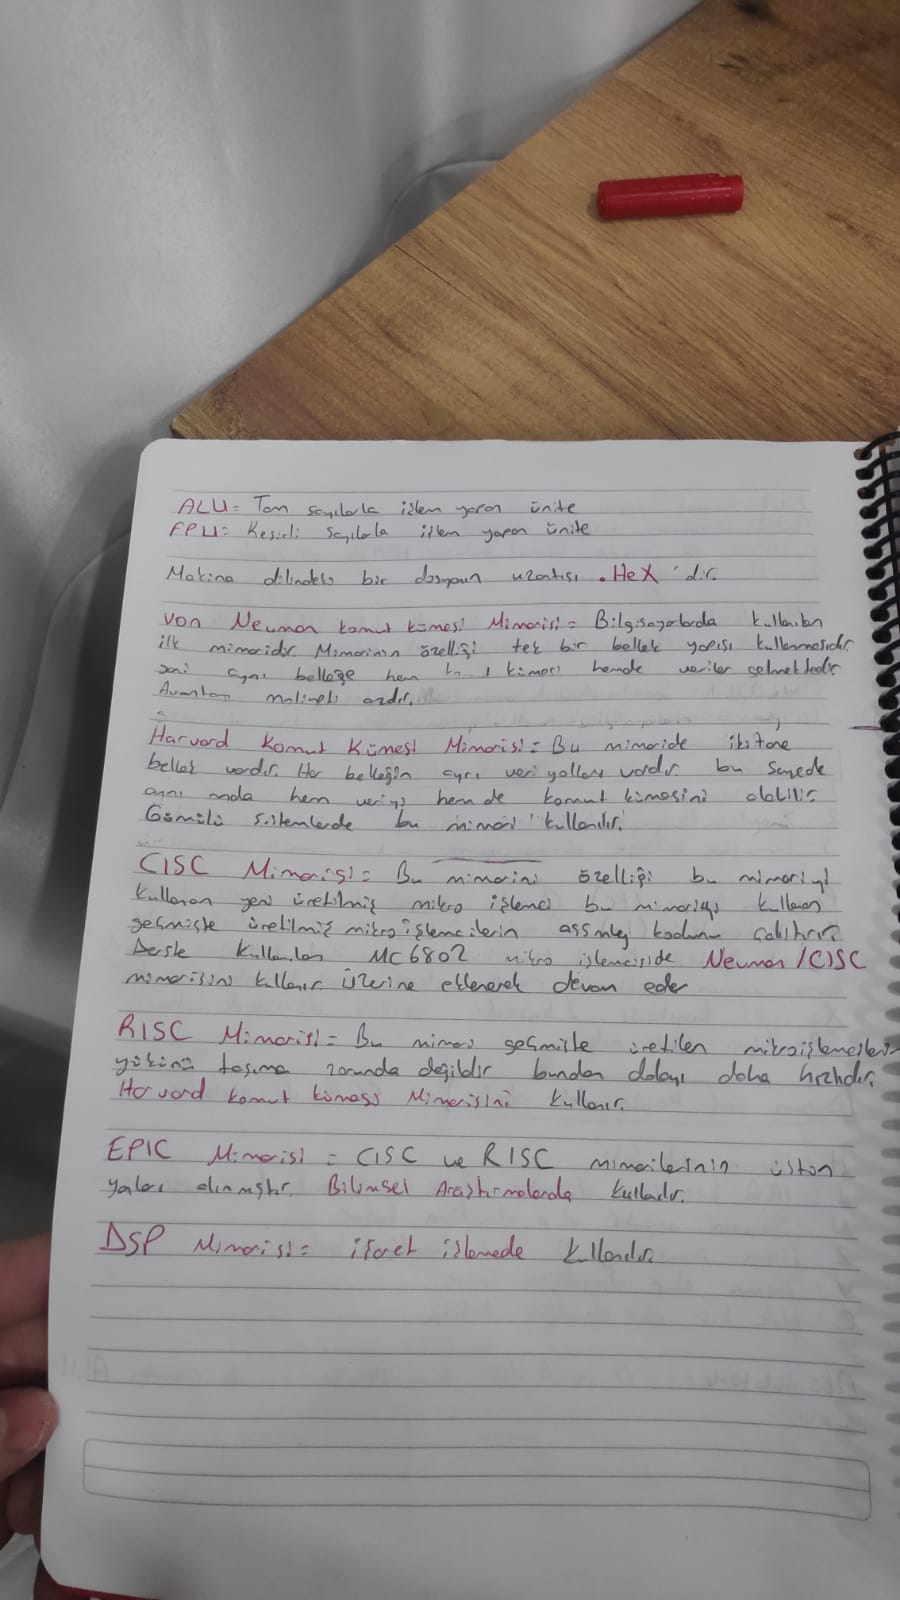 ALU= Tam sayılarla işlem yapan ünite
FPU= Kesirli sayılarla işlem yapan ünite
Makina dilindeki bir dosyanın uzantısı .HeX 'dir.
Von Neuman komut kümesi Mimarisi= Bilgisayarlarda kullanılan
ilk mimaridir. Mimarinin özelliği tek bir bellek yapısı kullanmasıdır
yani aynı belleğe hem kümesi hemde veriler gelmektedir.
Avantajı maliyeti azdır.
Harvard Komut Kümesi Mimarisi= Bu mimaride iki tane
bellek vardır. Her belleğin ayrı veri yolları vardır. bu sayede
aynı anda hem veriyi hem de komut kümesini alabilir.
Gömülü sistemlerde bu mimari kullanılır.
CISC Mimarisi= Bu mimarini özelliği bu mimariyi
kullanan yeni üretilmiş mikro işlemci bu mimariyi kullanan
geçmişte üretilmiş mikroişlemcilerin assmley kodunu çalıştırır.
Derste kullanılan MC6802 mikro işlemciside Neuman/CISC
mimarisini kullanır. Üzerine eklenerek devam eder
RISC Mimarisi= Bu mimari geçmişte üretilen mikroişlemcilerin
yükünü taşıma zorunda değildir bundan dolayı daha hızlıdır.
Harvard komut kümesi Mimarisini kullanır.
EPIC Mimarisi = CISC ve RISC mimarilerinin üstün
yanları alınmıştır. Bilimsel Araştırmalarda kullanılır.
DSP Mimarisi= işaret işlemede kullanılır.